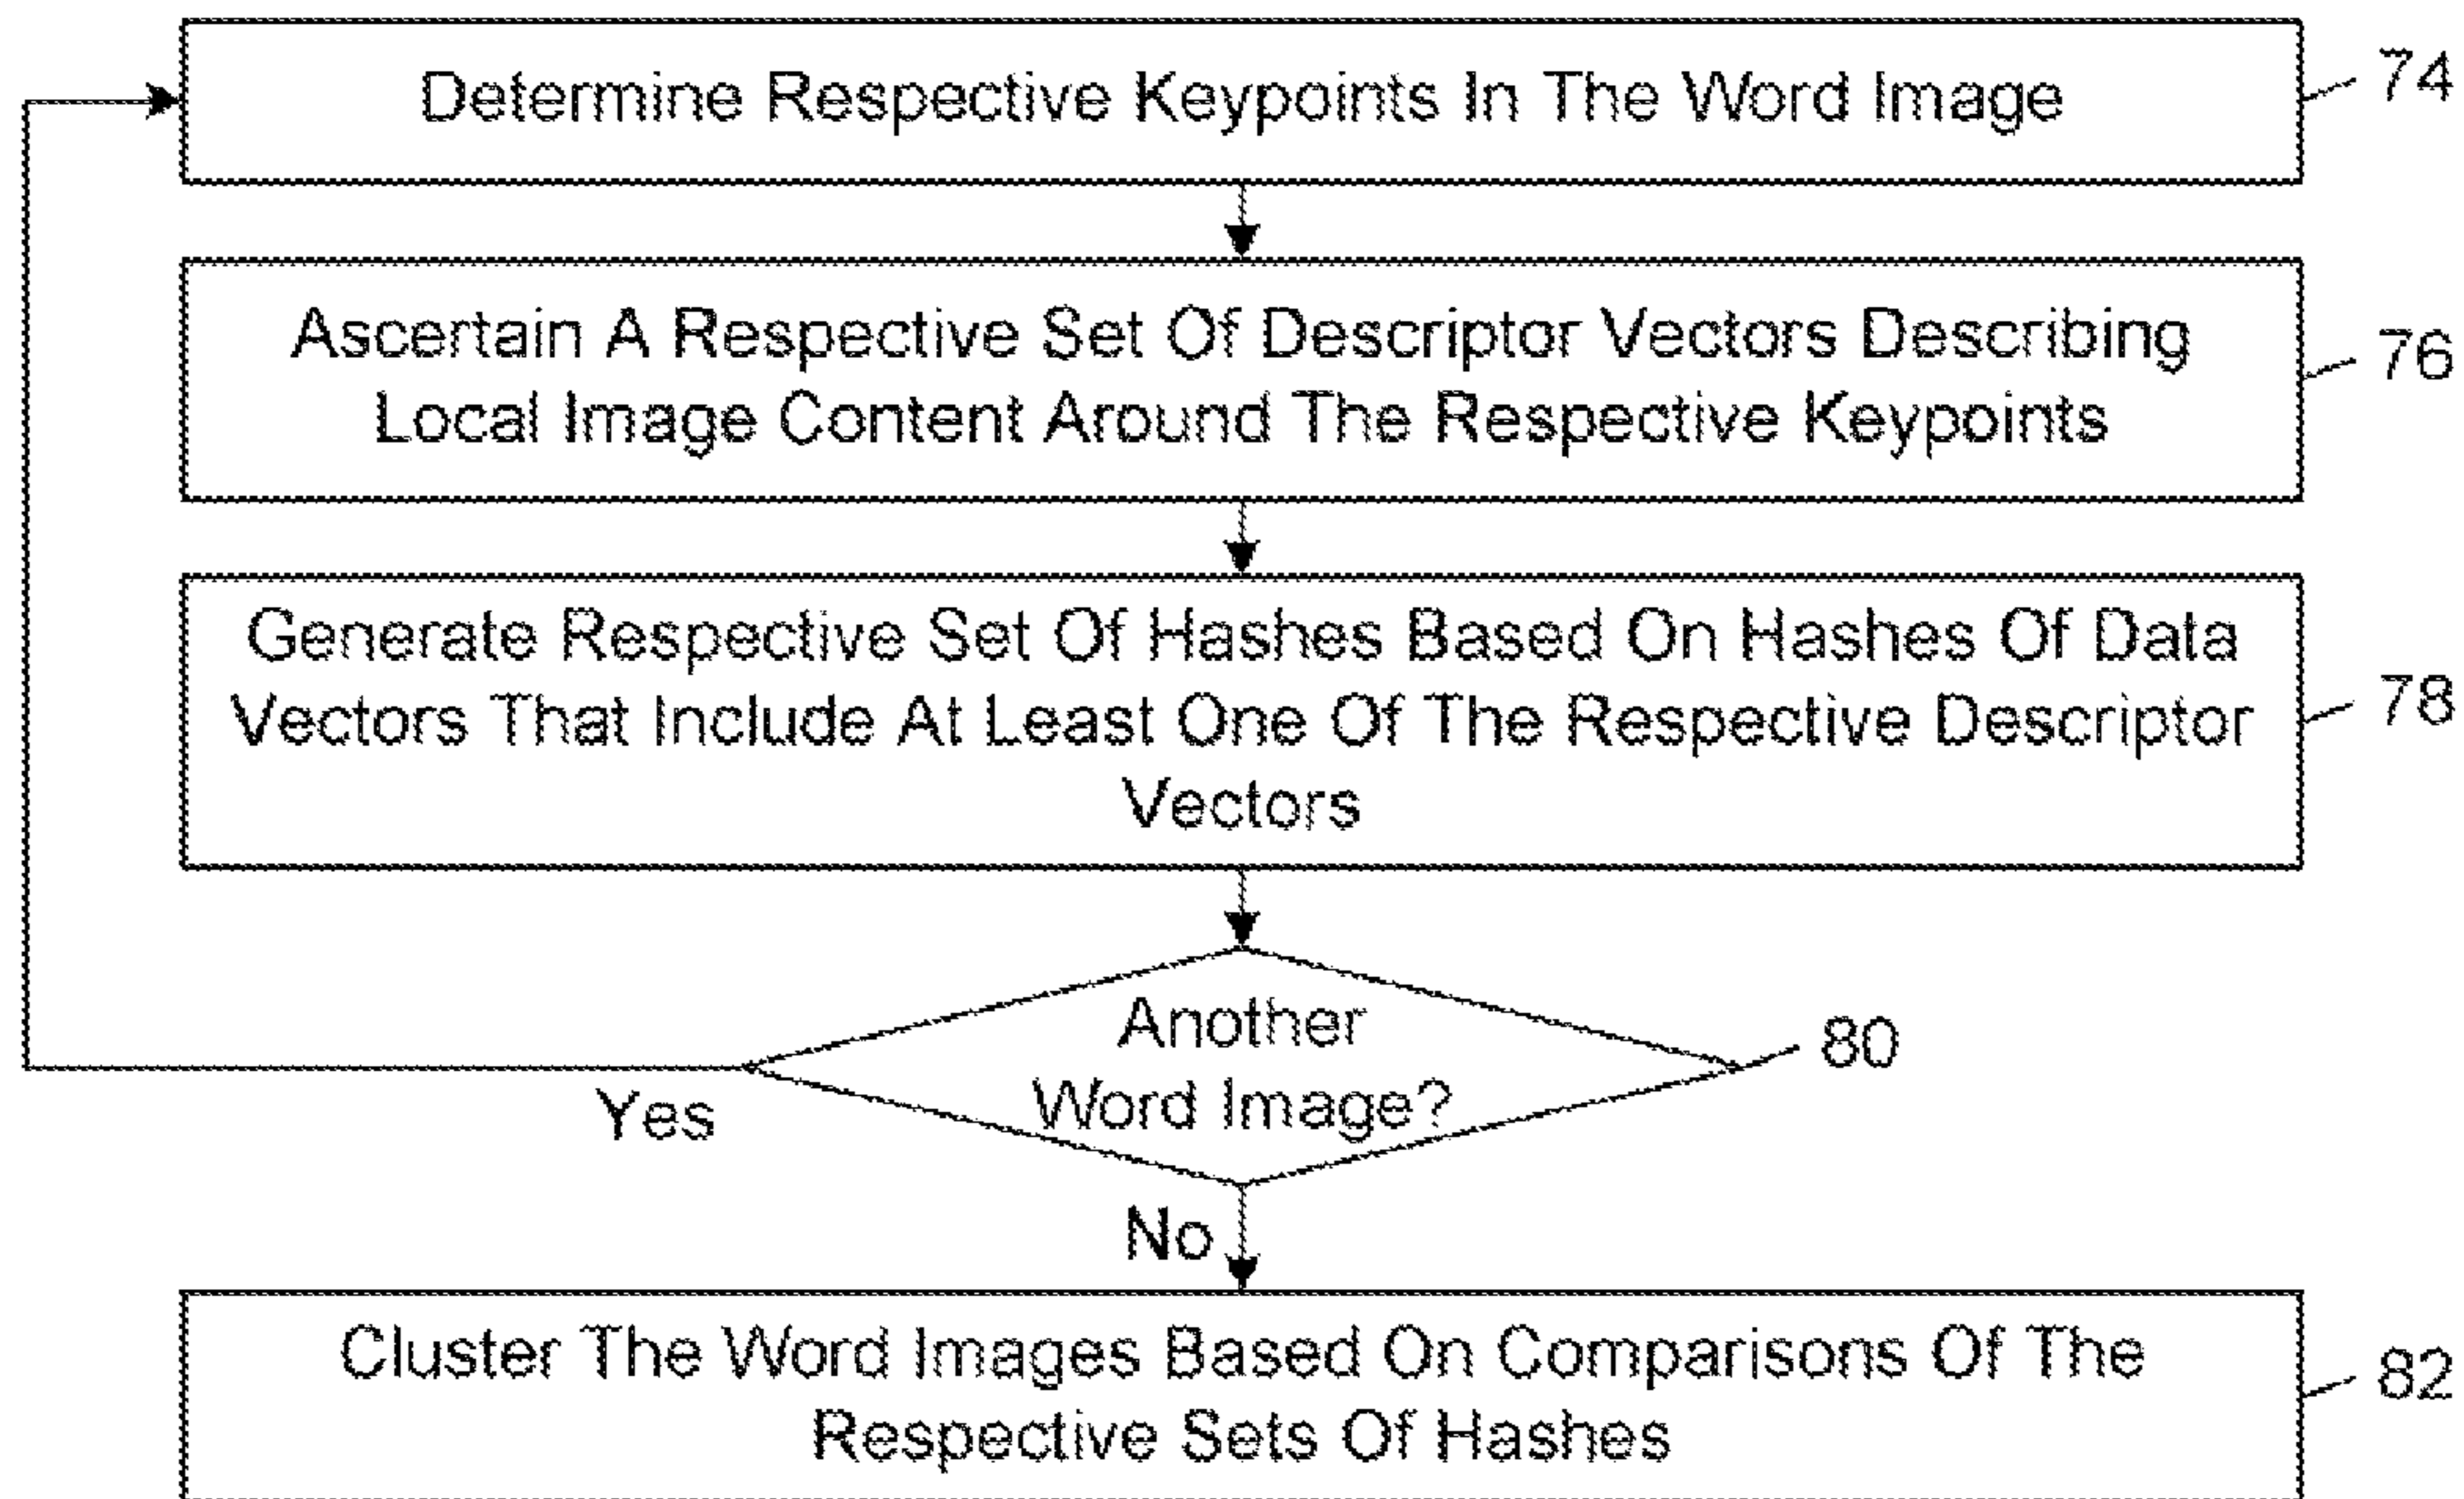 Determine Respective Keypoints In The Word Image
74
Ascertain A Respective Set Of Descriptor Vectors Describing
Local Image Content Around The Respective Keypoints
76
Generate Respective Set Of Hashes Based On Hashes Of Data
Vectors That Include At Least One Of The Respective Descriptor
Vectors
78
Another
Word Image?
80
Yes
No
Cluster The Word Images Based On Comparisons Of The
Respective Sets Of Hashes
82